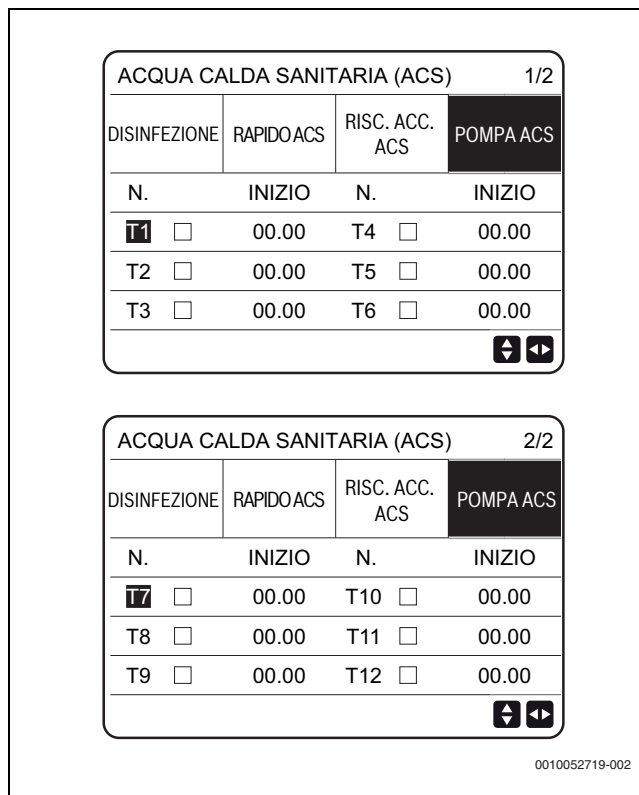 ACQUA CALDA SANITARIA (ACS) 1/2
DISINFEZIONE RAPIDO ACS RISC. ACC. ACS POMPA ACS
N. INIZIO N. INIZIO
T1 00.00 T4 00.00
T2 00.00 T5 00.00
T3 00.00 T6 00.00
ACQUA CALDA SANITARIA (ACS) 2/2
DISINFEZIONE RAPIDO ACS RISC. ACC. ACS POMPA ACS
N. INIZIO N. INIZIO
T7 00.00 T10 00.00
T8 00.00 T11 00.00
T9 00.00 T12 00.00
0010052719-002